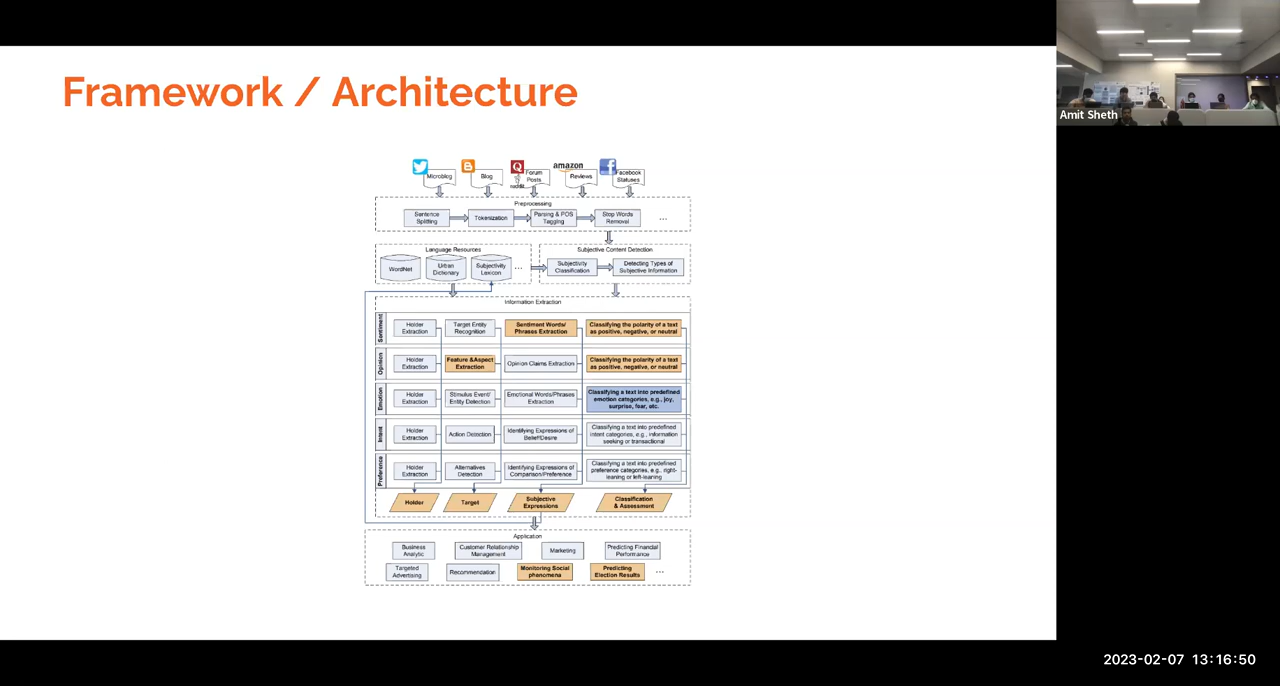 Framework / Architecture
Amit Sheth
amazon
Microblog
Blog
Forum
Posts
reddit
Reviews
Facebook
Statuses
Preprocessing
Sentence
Splitting
Tokenization
Parsing & POS
Tagging
Stop Words
Removal
...
Language Resources
WordNet
Urban
Dictionary
Subjectivity
Lexicon
...
Subjective Content Detection
Subjectivity
Classification
Detecting Types of
Subjective Information
Information Extraction
Sentiment
Holder
Extraction
Target Entity
Recognition
Sentiment Words/
Phrases Extraction
Classifying the polarity of a text
as positive, negative, or neutral
Opinion
Holder
Extraction
Feature &Aspect
Extraction
Opinion Claims Extraction
Classifying the polarity of a text
as positive, negative, or neutral
Emotion
Holder
Extraction
Stimulus Event/
Entity Detection
Emotional Words/Phrases
Extraction
Classifying a text into predefined
emotion categories, e.g., joy,
surprise, fear, etc.
Intent
Holder
Extraction
Action Detection
Identifying Expressions of
Belief/Desire
Classifying a text into predefined
intent categories, e.g., information
seeking or transactional
Preference
Holder
Extraction
Alternatives
Detection
Identifying Expressions of
Comparison/Preference
Classifying a text into predefined
preference categories, e.g., right-
leaning or left-leaning
Holder
Target
Subjective
Expressions
Classification
& Assessment
Application
Business
Analytic
Customer Relationship
Management
Marketing
Predicting Financial
Performance
Targeted
Advertising
Recommendation
Monitoring Social
phenomena
Predicting
Election Results
...
2023-02-07 13:16:50